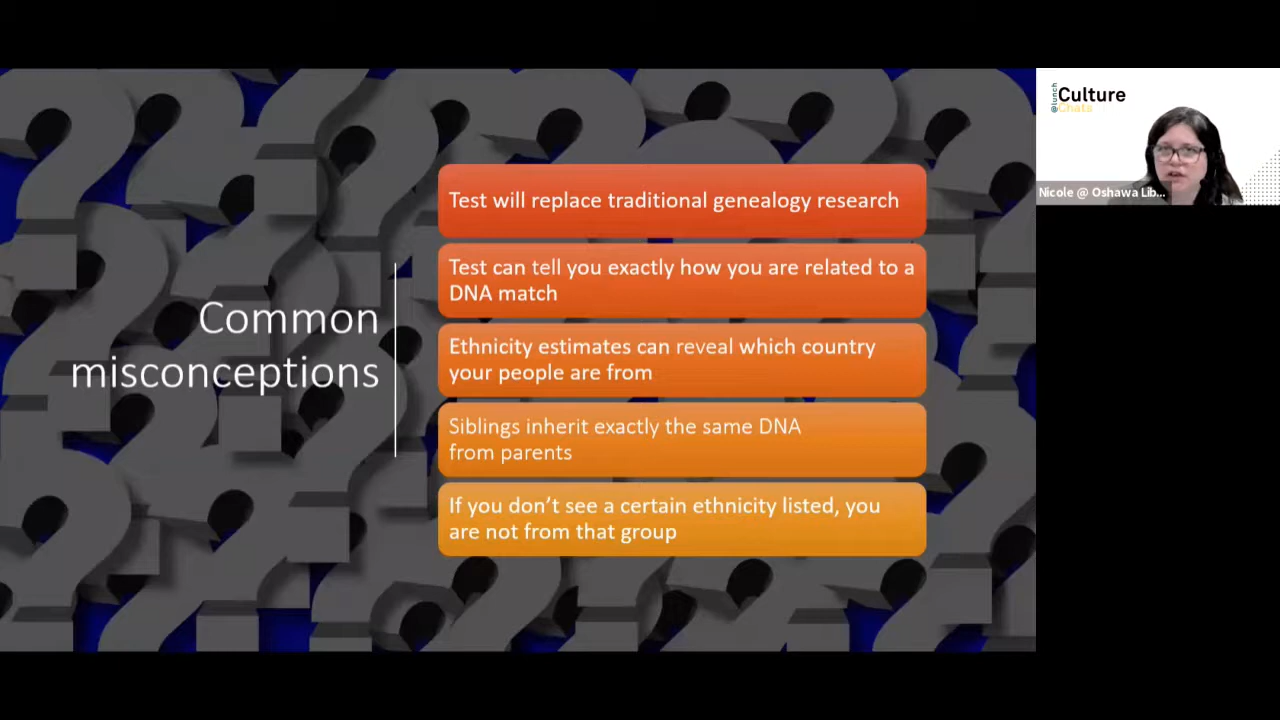 Common
misconceptions
Test will replace traditional genealogy research
Test can tell you exactly how you are related to a
DNA match
Ethnicity estimates can reveal which country
your people are from
Siblings inherit exactly the same DNA
from parents
If you don’t see a certain ethnicity listed, you
are not from that group
@lunch
Culture
Chats
Nicole @ Oshawa Lib...